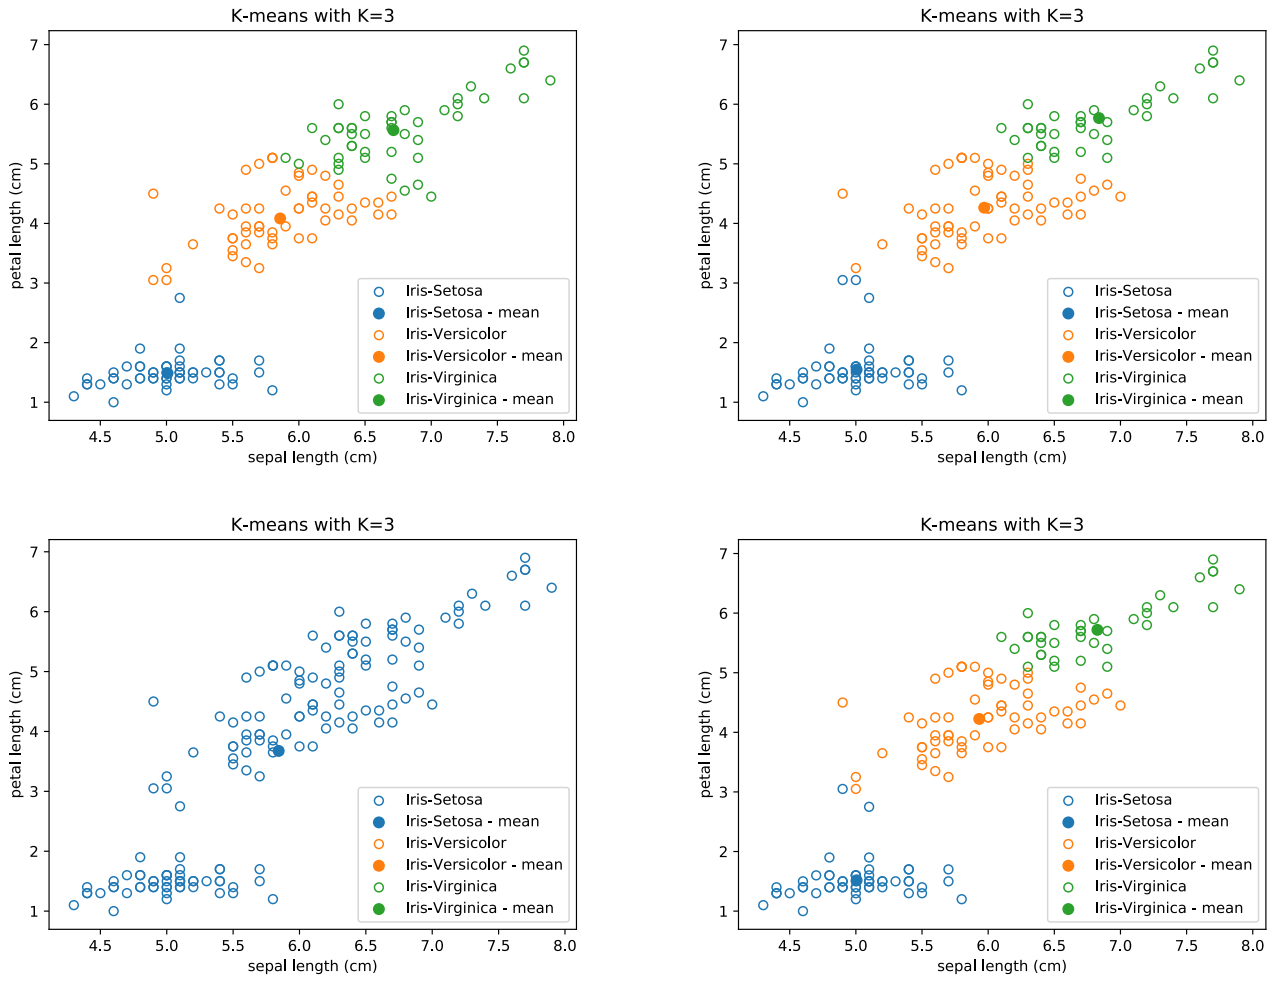 K-means with K=3
petal length (cm)
7
6
5
4
3
2
1
Iris-Setosa
Iris-Setosa - mean
Iris-Versicolor
Iris-Versicolor - mean
Iris-Virginica
Iris-Virginica - mean
4.5 5.0 5.5 6.0 6.5 7.0 7.5 8.0
sepal length (cm)
K-means with K=3
petal length (cm)
7
6
5
4
3
2
1
Iris-Setosa
Iris-Setosa - mean
Iris-Versicolor
Iris-Versicolor - mean
Iris-Virginica
Iris-Virginica - mean
4.5 5.0 5.5 6.0 6.5 7.0 7.5 8.0
sepal length (cm)
K-means with K=3
petal length (cm)
7
6
5
4
3
2
1
Iris-Setosa
Iris-Setosa - mean
Iris-Versicolor
Iris-Versicolor - mean
Iris-Virginica
Iris-Virginica - mean
4.5 5.0 5.5 6.0 6.5 7.0 7.5 8.0
sepal length (cm)
K-means with K=3
petal length (cm)
7
6
5
4
3
2
1
Iris-Setosa
Iris-Setosa - mean
Iris-Versicolor
Iris-Versicolor - mean
Iris-Virginica
Iris-Virginica - mean
4.5 5.0 5.5 6.0 6.5 7.0 7.5 8.0
sepal length (cm)